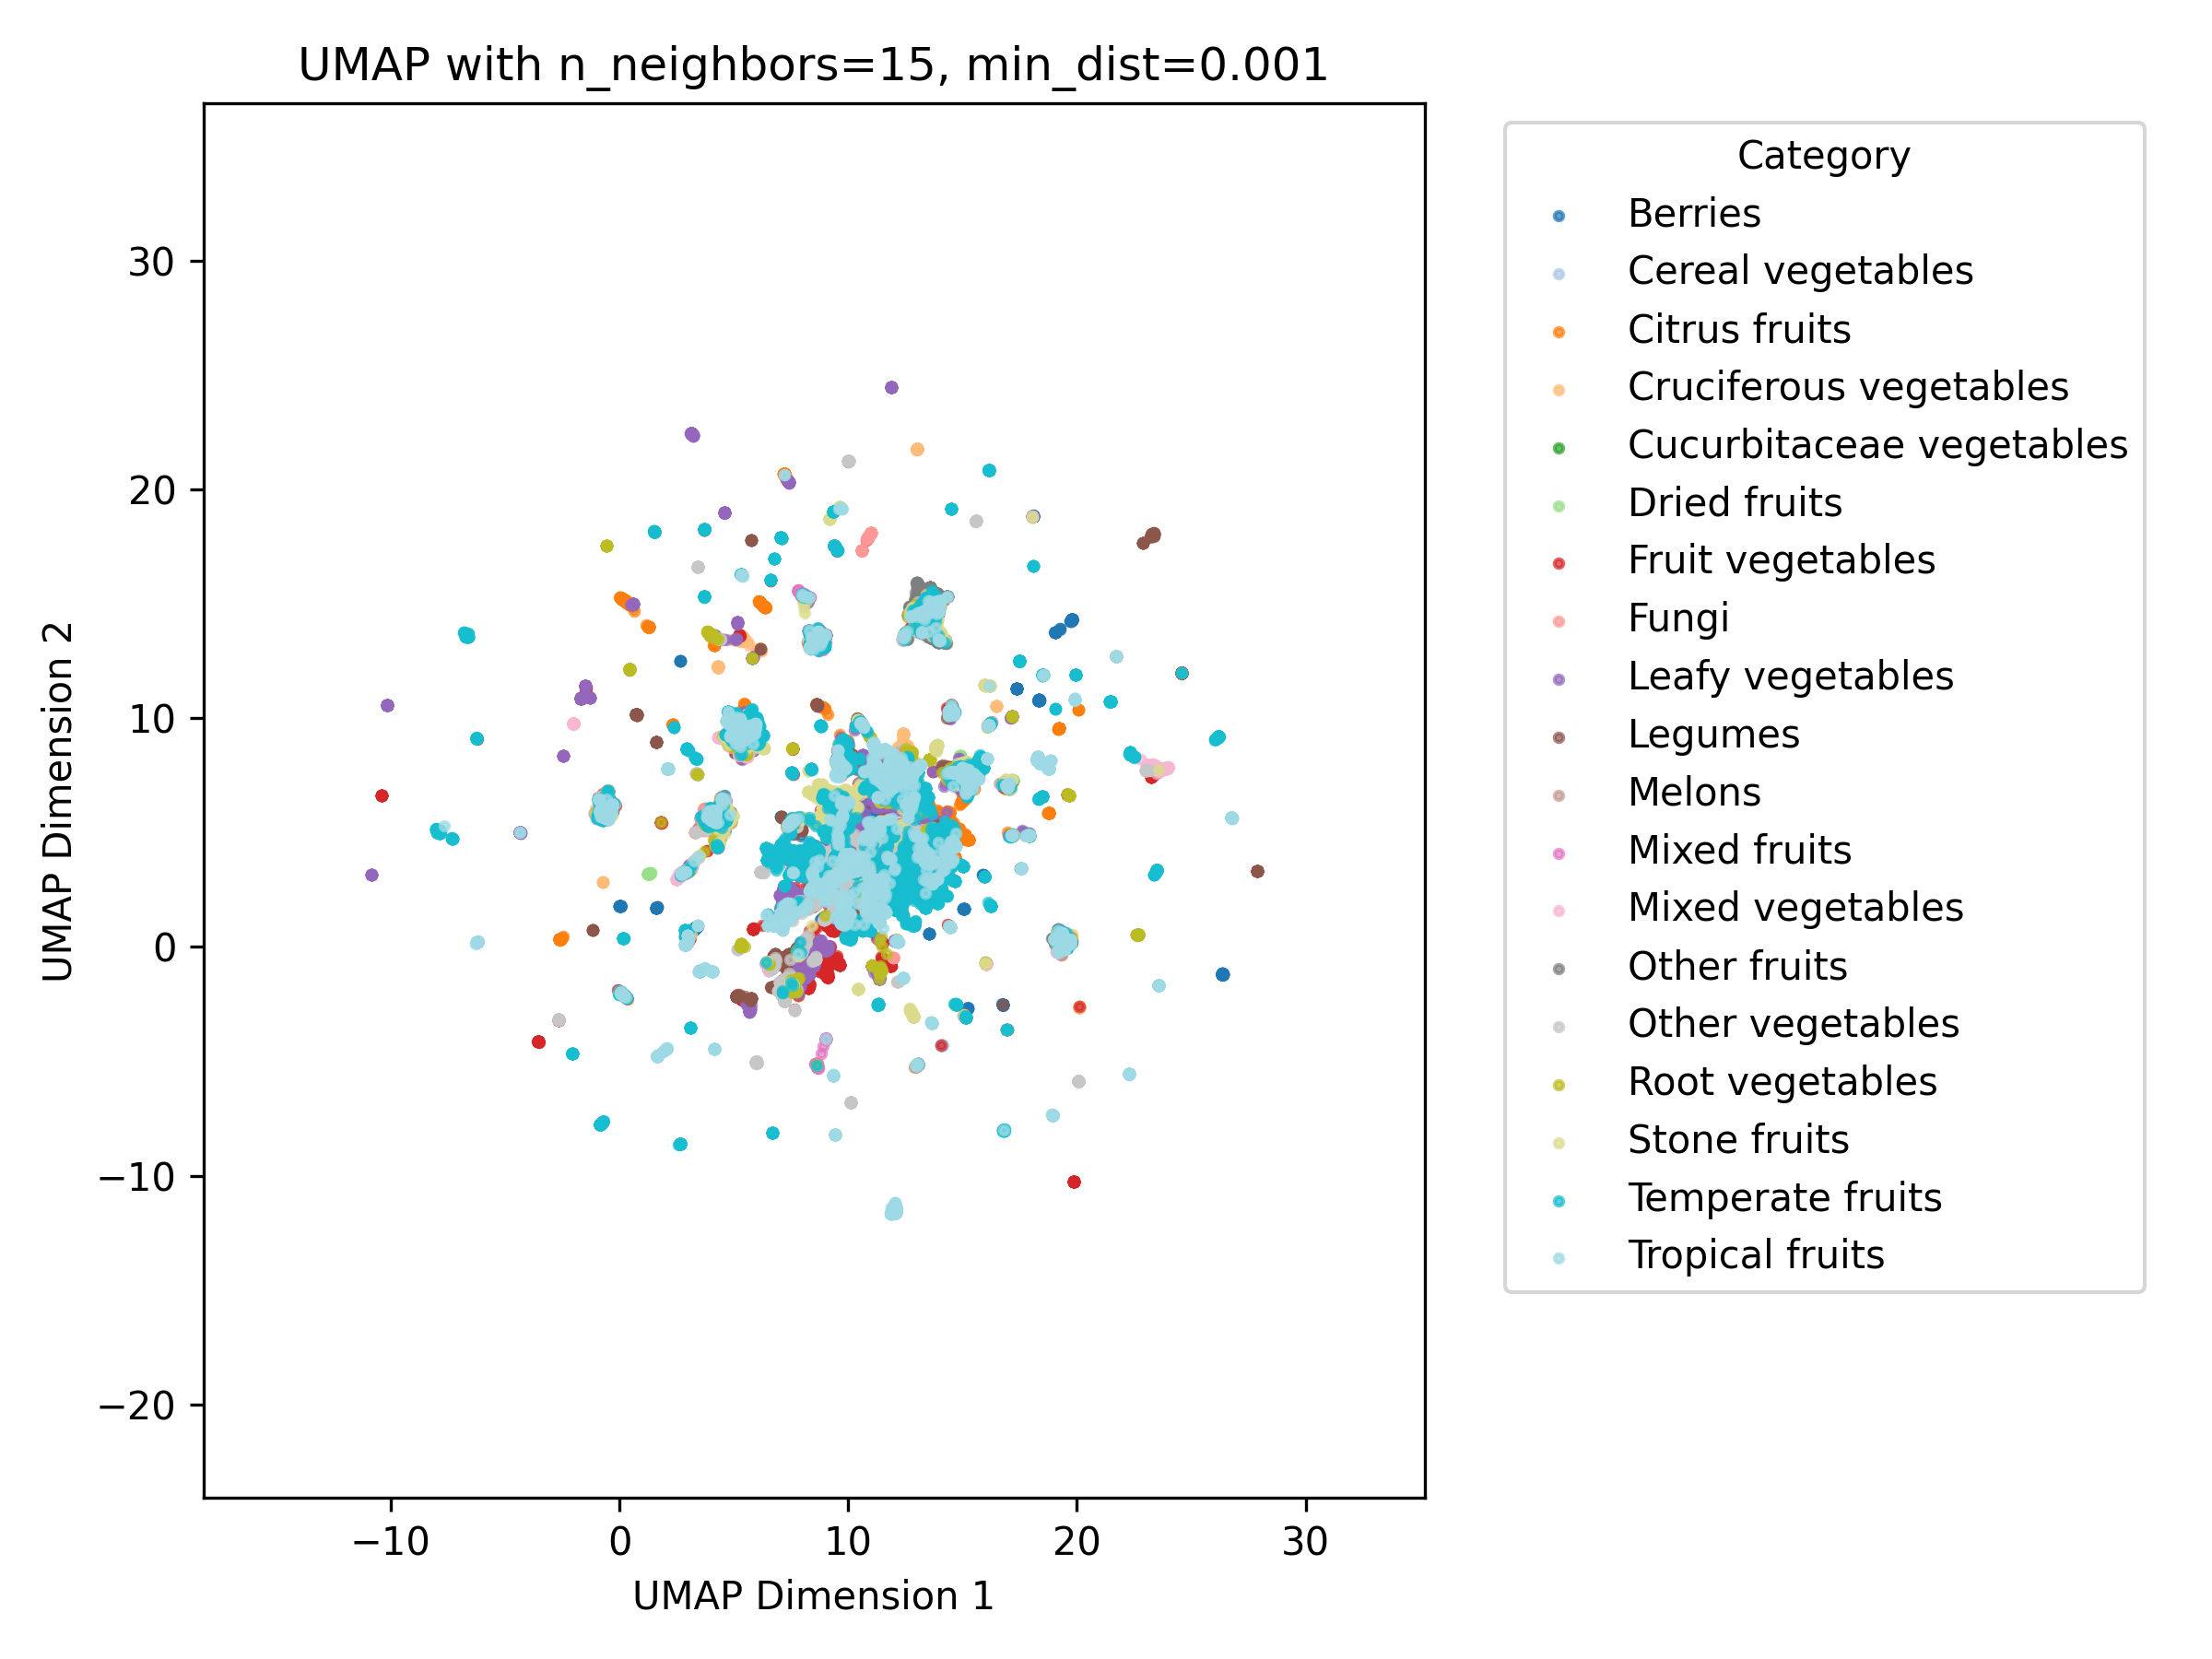 UMAP with n_neighbors=15, min_dist=0.001
30
20
10
0
−10
−20
UMAP Dimension 2
−10 0 10 20 30
UMAP Dimension 1
Category
Berries
Cereal vegetables
Citrus fruits
Cruciferous vegetables
Cucurbitaceae vegetables
Dried fruits
Fruit vegetables
Fungi
Leafy vegetables
Legumes
Melons
Mixed fruits
Mixed vegetables
Other fruits
Other vegetables
Root vegetables
Stone fruits
Temperate fruits
Tropical fruits